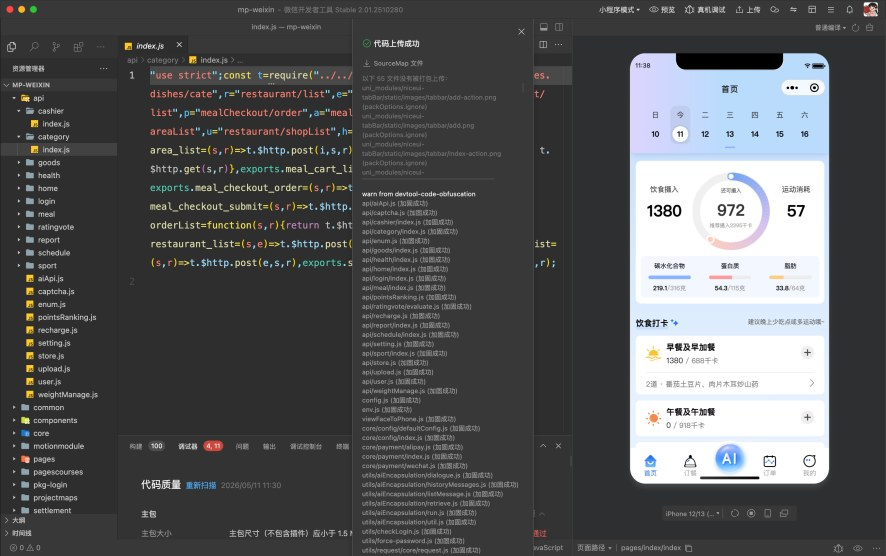 mp-weixin - 微信开发者工具 Stable 2.01.2510280
小程序模式
预览
真机调试
上传
index.js — mp-weixin
普通编译
资源管理器
MP-WEIXIN
api
cashier
index.js
category
index.js
goods
health
home
login
meal
ratingvote
report
schedule
sport
aiApi.js
captcha.js
enum.js
pointsRanking.js
recharge.js
setting.js
store.js
upload.js
user.js
weightManage.js
common
components
core
motionmodule
pages
pagescourses
pkg-login
projectmaps
settlement
大纲
时间线
0 0
index.js
api > category > index.js > ...
1
"use strict";const t=require("../../
dishes/cate",r="restaurant/list",e=
list",p="mealCheckout/order",a="mea
areaList",u="restaurant/shopList",h=
area_list=(s,r)=>t.$http.post(i,s,r)
$http.get(s,r)},exports.meal_cart_l
exports.meal_checkout_order=(s,r)=>t
meal_checkout_submit=(s,r)=>t.
orderList=function(s,r){return t.$ht
restaurant_list=(s,e)=>t.$http.post(
(s,r)=>t.$http.post(e,s,r),exports.s
2
es.
t/
t.
list=
,r);
代码上传成功
SourceMap 文件
以下 55 文件没有被打包上传:
uni_modules/niceui-
tabBar/static/images/tabbar/add-action.png
(packOptions.ignore)
uni_modules/niceui-
tabBar/static/images/tabbar/add.png
(packOptions.ignore)
uni_modules/niceui-
tabBar/static/images/tabbar/index-action.png
(packOptions.ignore)
uni_modules/niceui-
warn from devtool-code-obfuscation
api/aiApi.js (加固成功)
api/captcha.js (加固成功)
api/cashier/index.js (加固成功)
api/category/index.js (加固成功)
api/enum.js (加固成功)
api/goods/index.js (加固成功)
api/health/index.js (加固成功)
api/home/index.js (加固成功)
api/login/index.js (加固成功)
api/meal/index.js (加固成功)
api/pointsRanking.js (加固成功)
api/ratingvote/evaluate.js (加固成功)
api/recharge.js (加固成功)
api/report/index.js (加固成功)
api/schedule/index.js (加固成功)
api/setting.js (加固成功)
api/sport/index.js (加固成功)
api/store.js (加固成功)
api/upload.js (加固成功)
api/user.js (加固成功)
api/weightManage.js (加固成功)
config.js (加固成功)
env.js (加固成功)
viewFaceToPhone.js (加固成功)
core/config/defaultConfig.js (加固成功)
core/config/index.js (加固成功)
core/payment/alipay.js (加固成功)
core/payment/index.js (加固成功)
core/payment/wechat.js (加固成功)
utils/aiEncapsulation/dialogue.js (加固成功)
utils/aiEncapsulation/historyMessages.js (加固成功)
utils/aiEncapsulation/listMessage.js (加固成功)
utils/aiEncapsulation/retrieve.js (加固成功)
utils/aiEncapsulation/run.js (加固成功)
utils/aiEncapsulation/util.js (加固成功)
utils/checkLogin.js (加固成功)
utils/force-password.js (加固成功)
utils/request/core/request.js (加固成功)
构建 100
调试器 4, 11
问题
输出
调试控制台
终端
代码质量 重新扫描 2026/05/11 11:30
主包
主包大小
主包尺寸（不包含插件）应小于 1.5 M
通过
JavaScript
11:38
首页
日 今 二 三 四 五 六
10 11 12 13 14 15 16
饮食摄入
1380
还可摄入
972
推荐摄入2295千卡
运动消耗
57
碳水化合物
219.1/316克
蛋白质
54.3/115克
脂肪
33.8/64克
饮食打卡
建议晚上少吃点或多运动哦~
早餐及早加餐
1380 / 688千卡
2道 · 番茄土豆片、肉片木耳炒山药
午餐及午加餐
0 / 918千卡
首页
订餐
AI
订单
我的
iPhone 12/13 (...
页面路径
pages/index/index